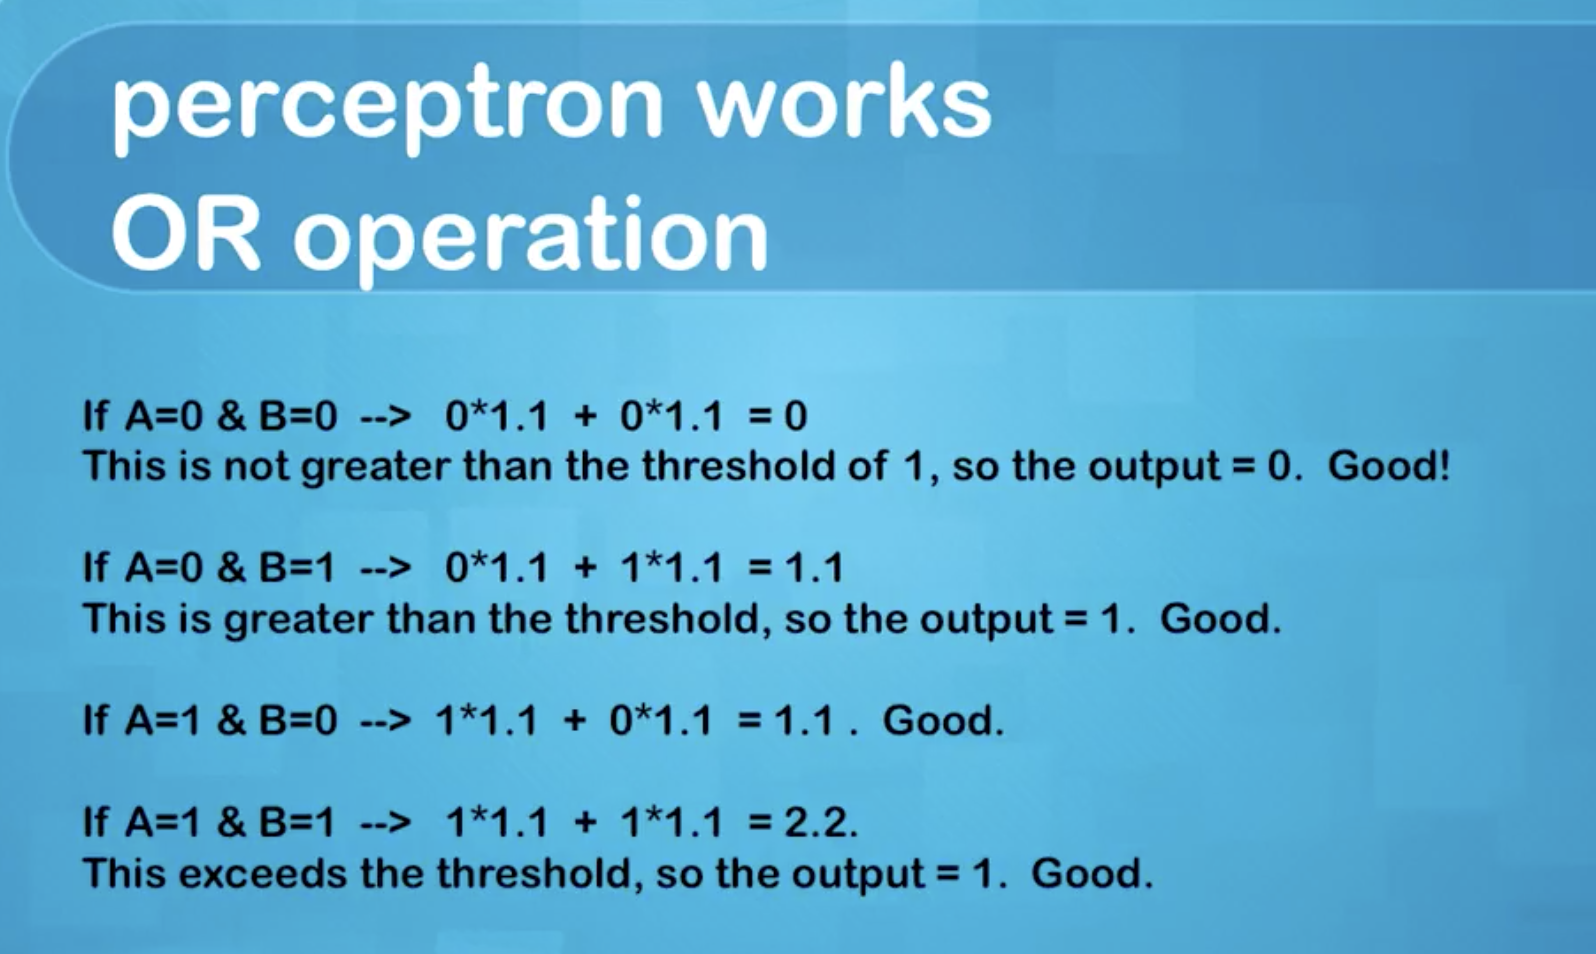 perceptron works
OR operation
If A=0 & B=0 --> 0*1.1 + 0*1.1 = 0
This is not greater than the threshold of 1, so the output = 0. Good!
If A=0 & B=1 --> 0*1.1 + 1*1.1 = 1.1
This is greater than the threshold, so the output = 1. Good.
If A=1 & B=0 --> 1*1.1 + 0*1.1 = 1.1 . Good.
If A=1 & B=1 --> 1*1.1 + 1*1.1 = 2.2.
This exceeds the threshold, so the output = 1. Good.